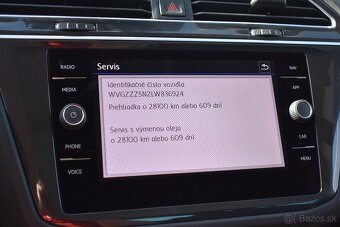 Servis
RADIO
NAV
Identifikačné číslo vozidla:
WVGZZZ5NZLW836924
MEDIA
APP
Prehliadka o 28100 km alebo 609 dní
Servis s výmenou oleja
o 28100 km alebo 609 dní
CAR
PHONE
MENU
VOICE
Bazos.sk